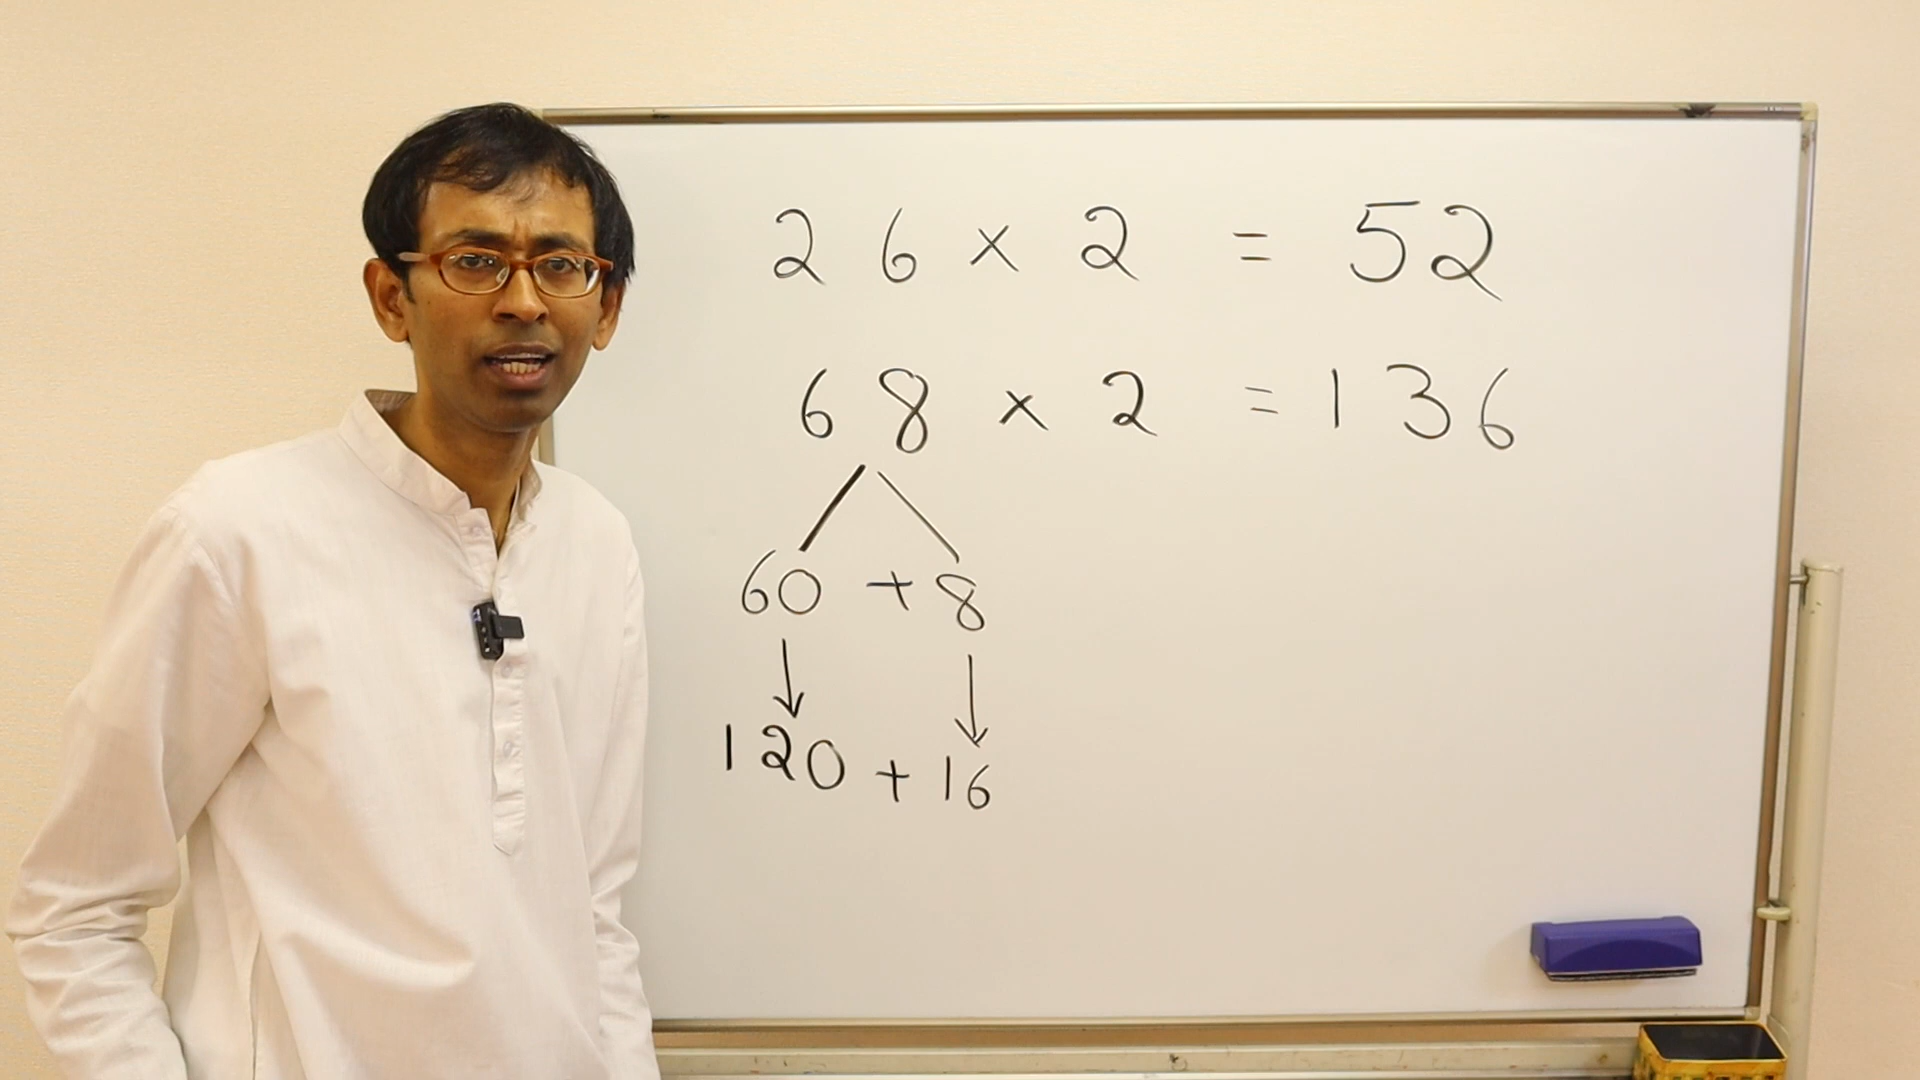 26 × 2 = 52
68 × 2 = 136
60 + 8
120 + 16